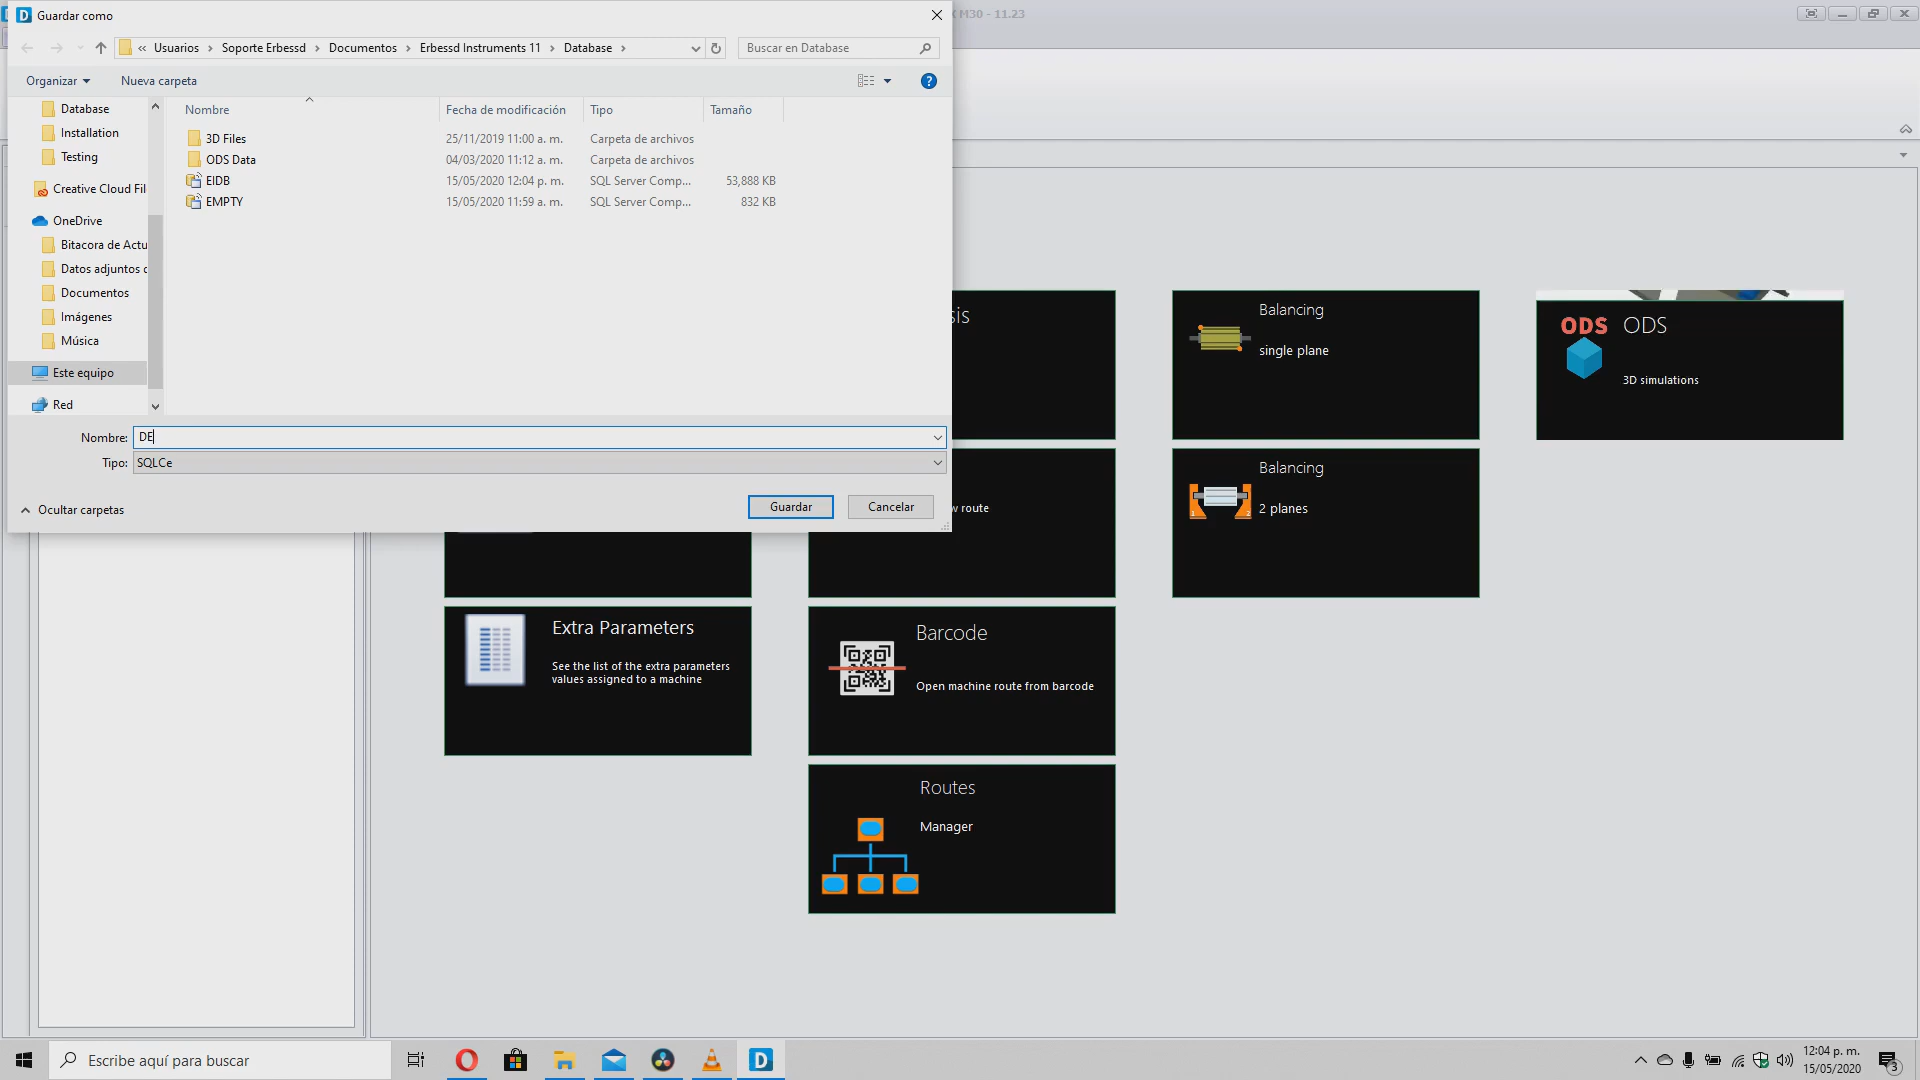 Guardar como
X M30 - 11.23
« Usuarios > Soporte Erbessd > Documentos > Erbessd Instruments 11 > Database >
Buscar en Database
Organizar
Nueva carpeta
Database
Installation
Testing
Creative Cloud Fil
OneDrive
Bitacora de Actu
Datos adjuntos d
Documentos
Imágenes
Música
Este equipo
Red
Nombre Fecha de modificación Tipo Tamaño
3D Files 25/11/2019 11:00 a. m. Carpeta de archivos
ODS Data 04/03/2020 11:12 a. m. Carpeta de archivos
EIDB 15/05/2020 12:04 p. m. SQL Server Comp... 53,888 KB
EMPTY 15/05/2020 11:59 a. m. SQL Server Comp... 832 KB
Nombre: DE
Tipo: SQLCe
Ocultar carpetas
Guardar
Cancelar
sis
w route
Balancing
single plane
ODS
ODS
3D simulations
Balancing
1 2
2 planes
Extra Parameters
See the list of the extra parameters
values assigned to a machine
Barcode
Open machine route from barcode
Routes
Manager
Escribe aquí para buscar
D
12:04 p. m.
15/05/2020
3